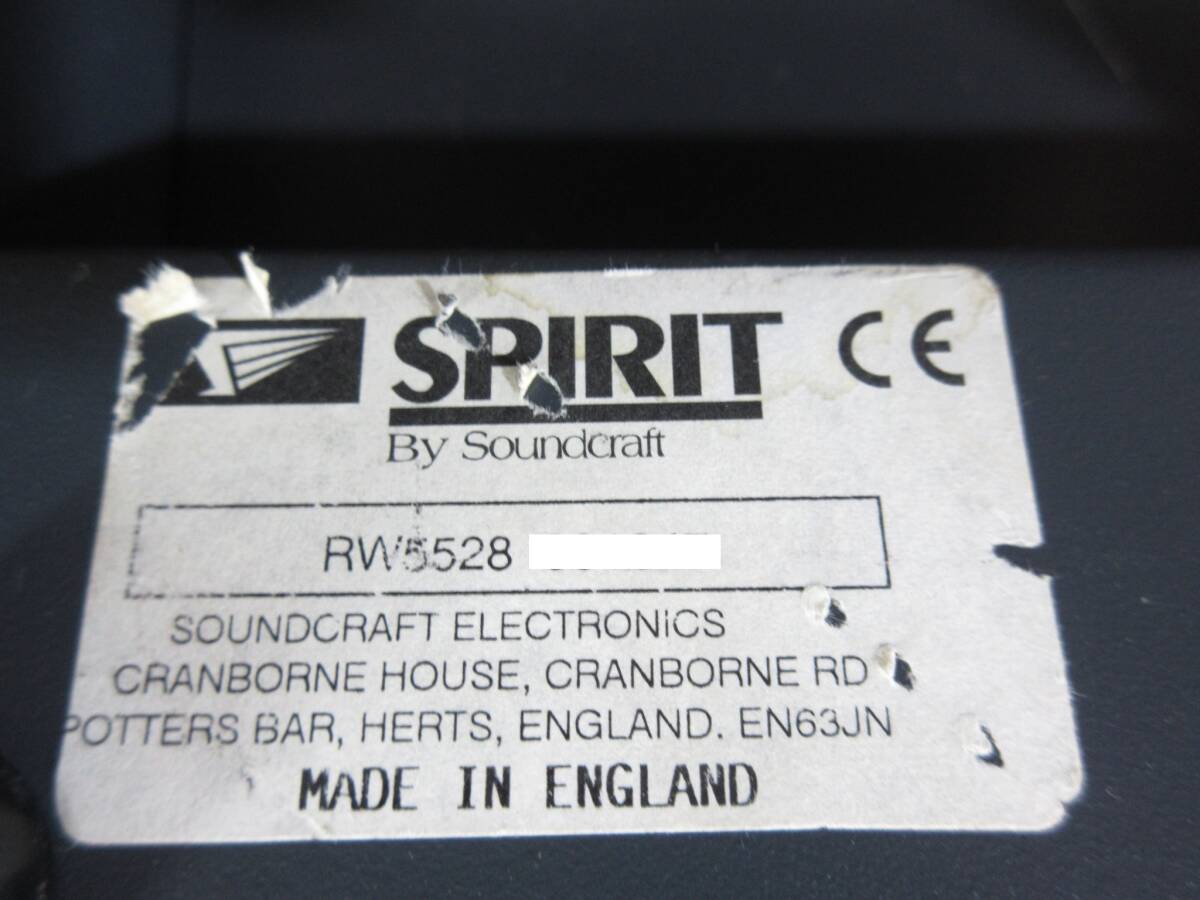 SPIRIT CE
By Soundcraft
RW5528
SOUNDCRAFT ELECTRONICS
CRANBORNE HOUSE, CRANBORNE RD
POTTERS BAR, HERTS, ENGLAND. EN63JN
MADE IN ENGLAND